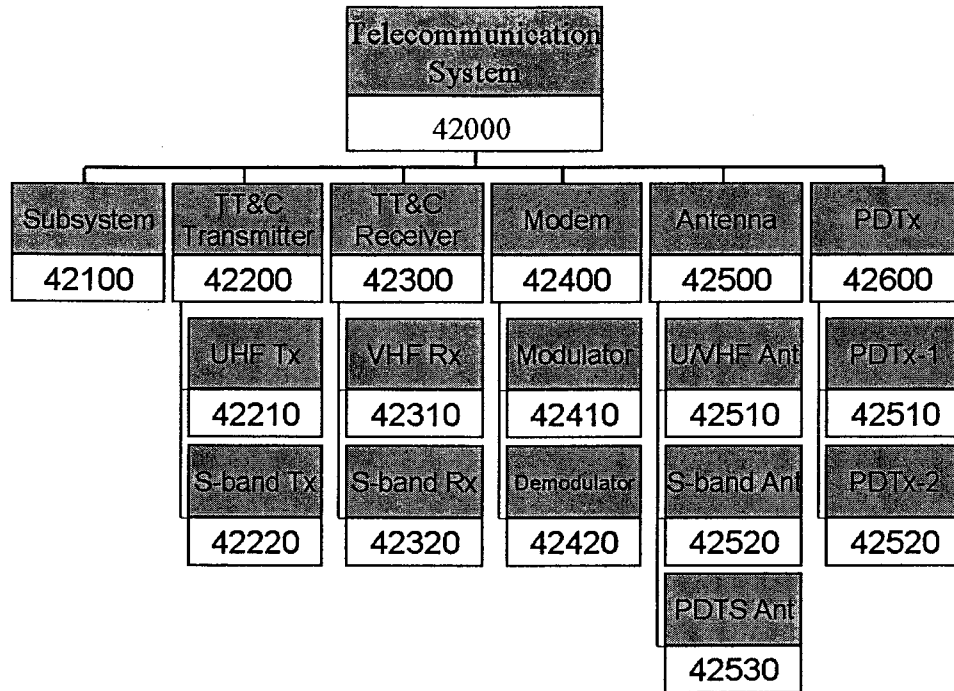 Telecommunication
System
42000
Subsystem
42100
TT&C
Transmitter
42200
TT&C
Receiver
42300
Modem
42400
Antenna
42500
PDTx
42600
UHF Tx
42210
VHF Rx
42310
Modulator
42410
U/VHF Ant
42510
PDTx-1
42510
S-band Tx
42220
S-band Rx
42320
Demodulator
42420
S-band Ant
42520
PDTx-2
42520
PDTS Ant
42530